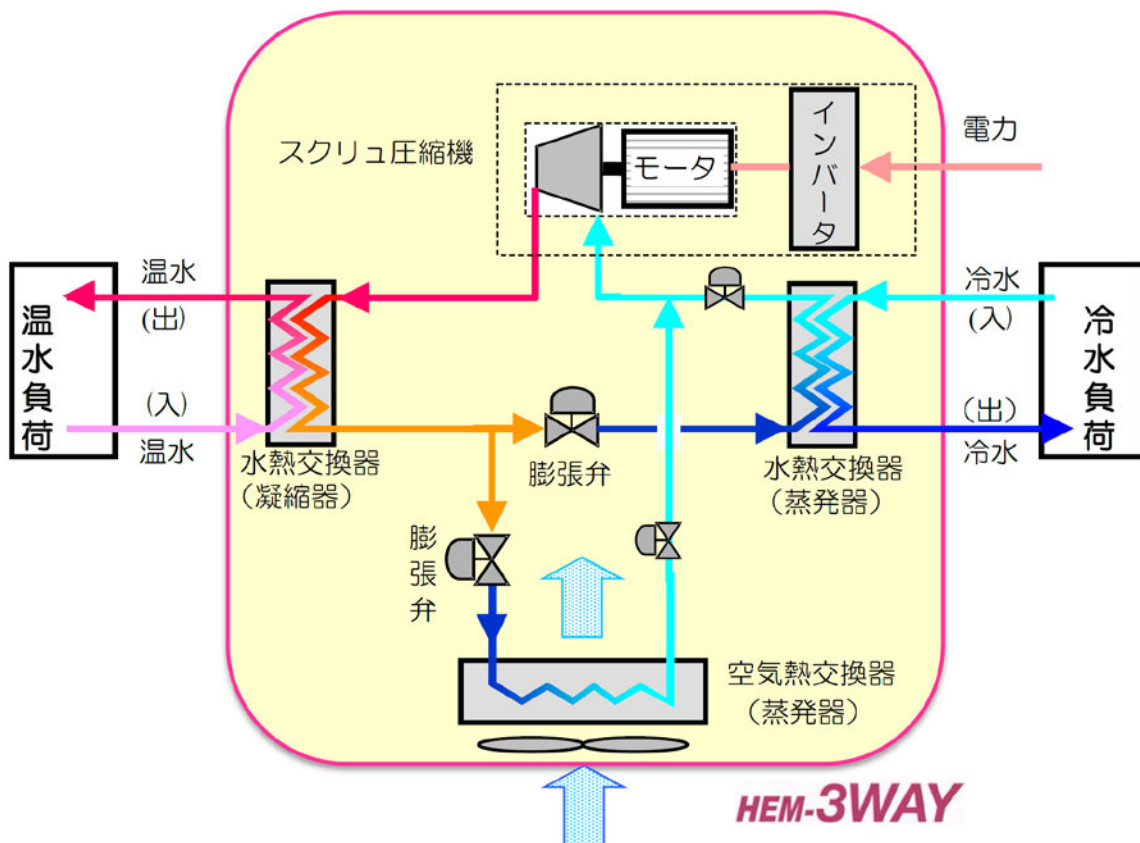 スクリュ圧縮機
モータ
インバータ
電力
温水
(出)
温水負荷
(入)
温水
水熱交換器
(凝縮器)
膨張弁
膨張弁
冷水
(入)
冷水負荷
(出)
冷水
水熱交換器
(蒸発器)
空気熱交換器
(蒸発器)
HEM-3WAY